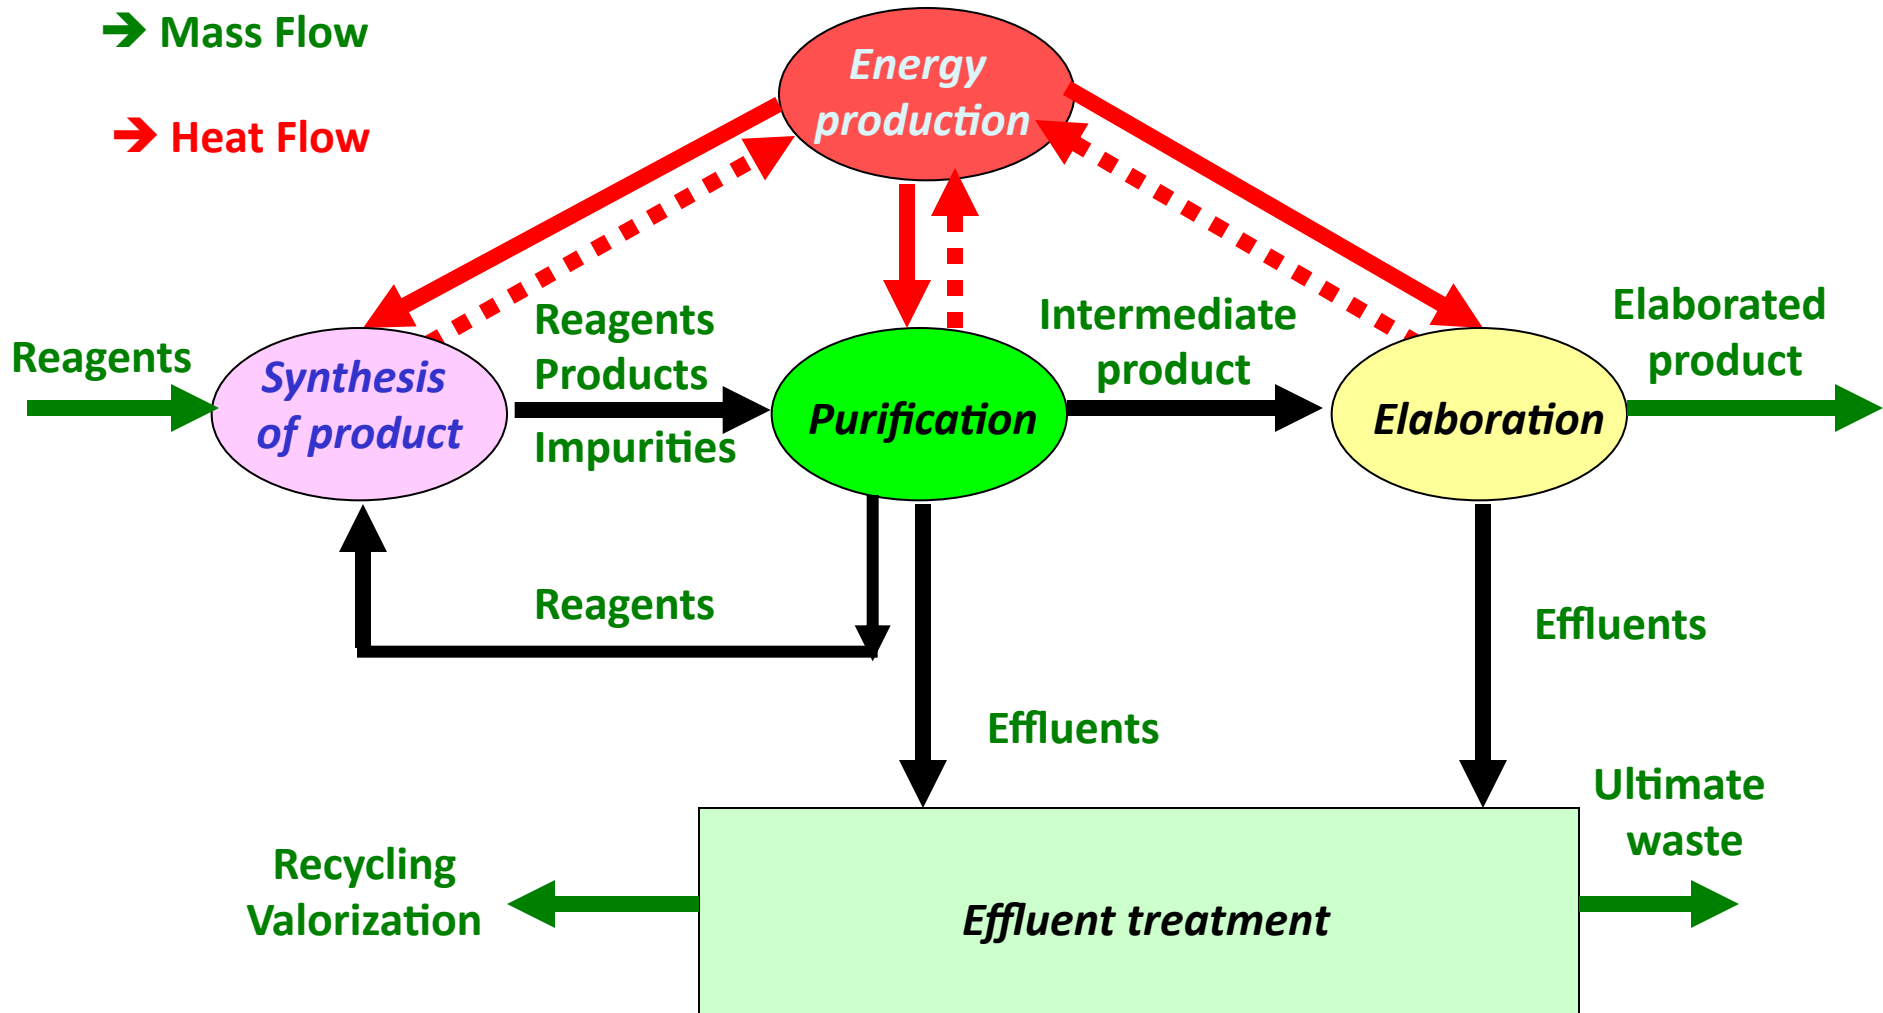 ➔ Mass Flow
➔ Heat Flow
Energy
production
Reagents
Synthesis
of product
Reagents
Products
Impurities
Purification
Intermediate
product
Elaboration
Elaborated
product
Reagents
Effluents
Effluents
Recycling
Valorization
Effluent treatment
Ultimate
waste